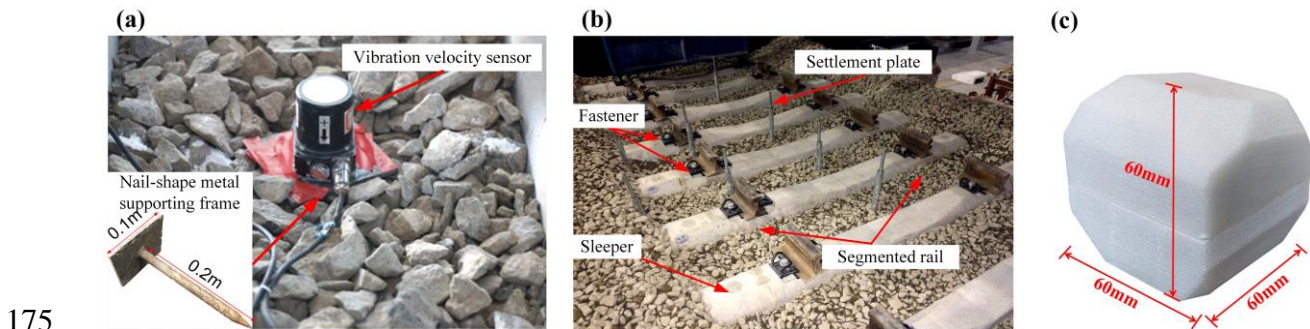 (a)
Vibration velocity sensor
Nail-shape metal
supporting frame
0.1m
0.2m
(b)
Settlement plate
Fastener
Sleeper
Segmented rail
(c)
60mm
60mm
60mm
175